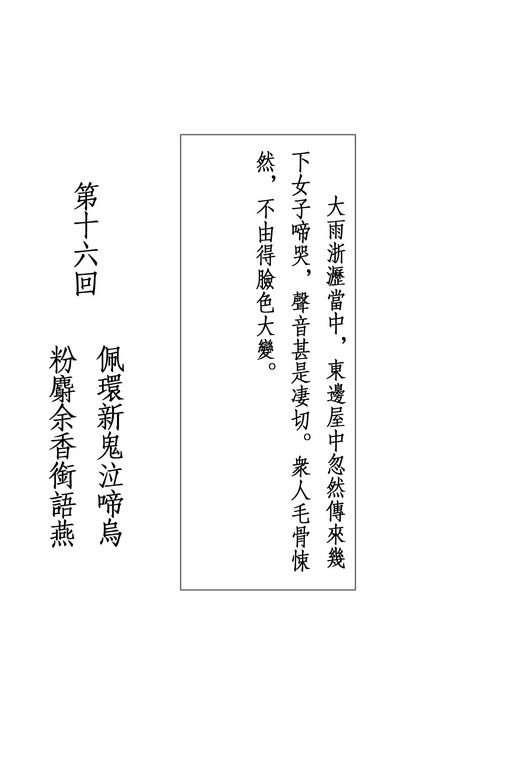 大雨浙瀝當中，東邊屋中忽然傳來幾
下女子啼哭，聲音甚是凄切。衆人毛骨悚
然，不由得臉色大變。
第十六回
佩環新鬼泣啼烏
粉麝余香銜語燕